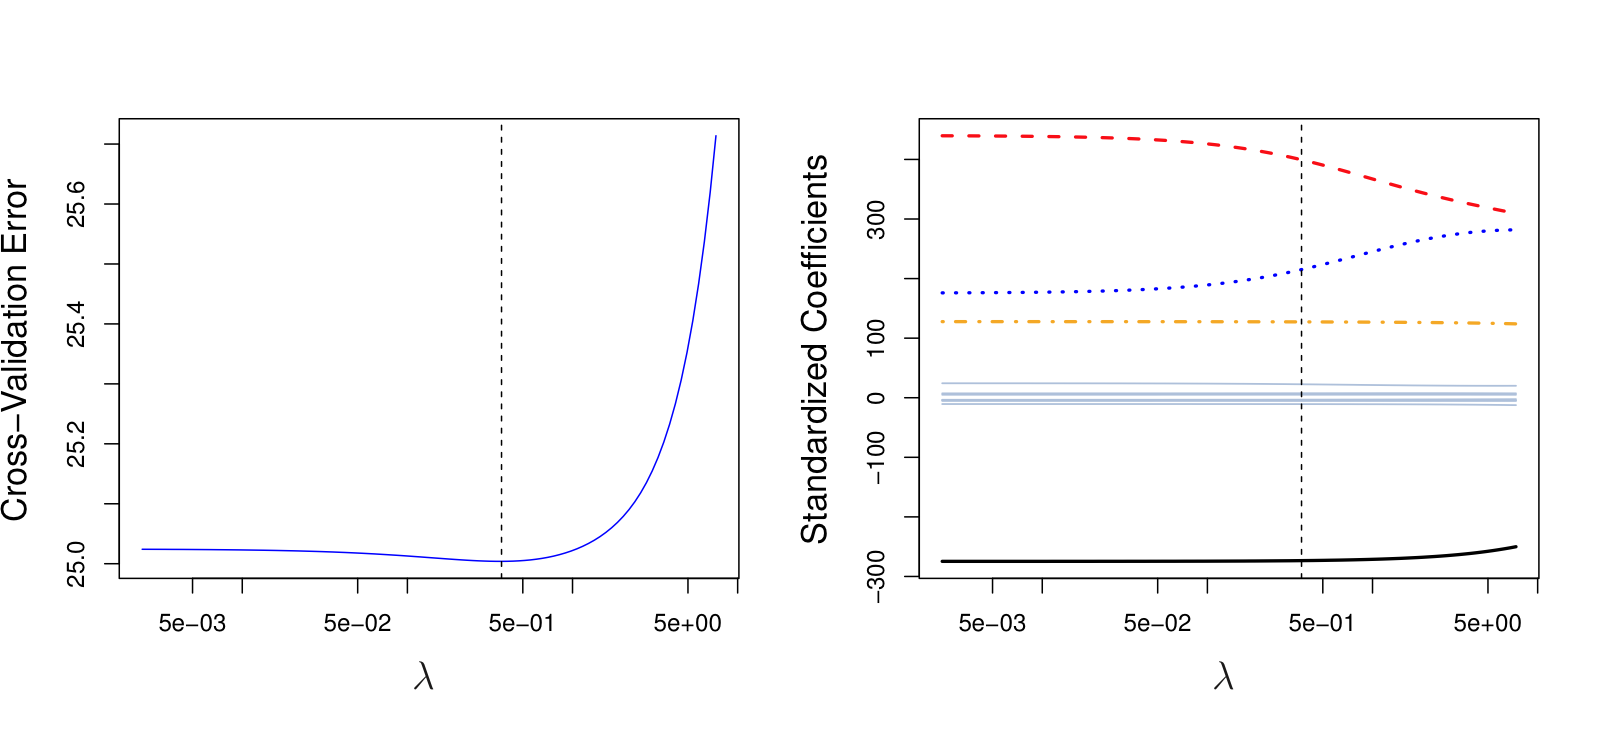 Cross−Validation Error
25.0
25.2
25.4
25.6
5e−03
5e−02
5e−01
5e+00
λ
Standardized Coefficients
−300
−100
0
100
300
5e−03
5e−02
5e−01
5e+00
λ